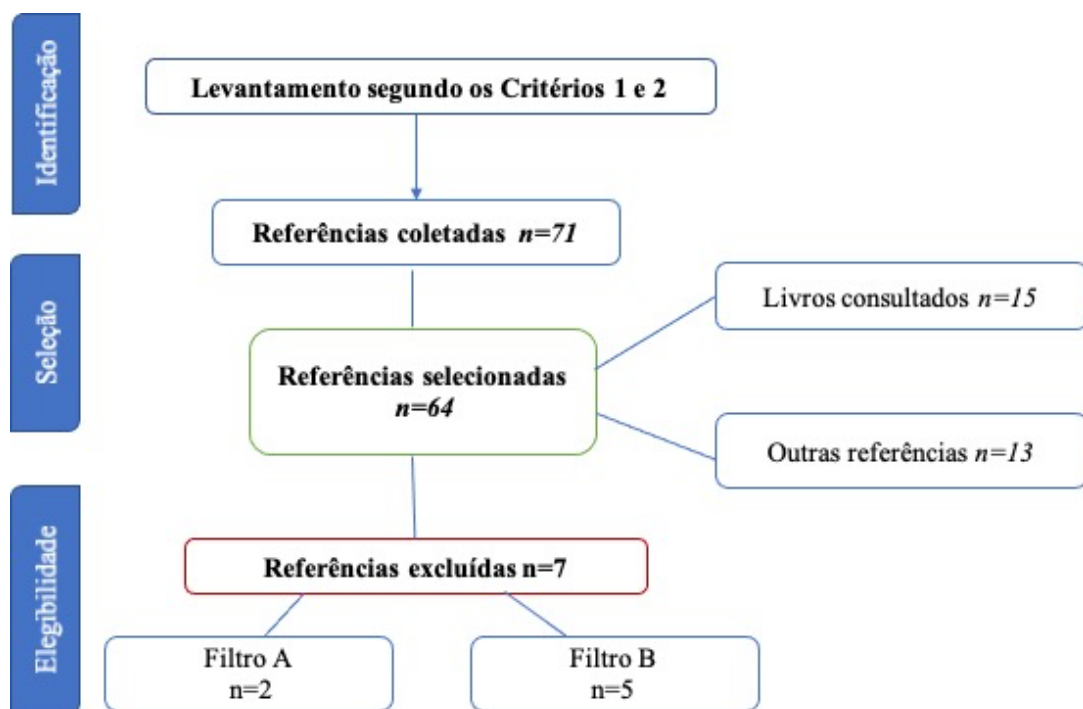 Identificação
Levantamento segundo os Critérios 1 e 2
Referências coletadas n=71
Seleção
Referências selecionadas
n=64
Livros consultados n=15
Outras referências n=13
Elegibilidade
Referências excluídas n=7
Filtro A
n=2
Filtro B
n=5